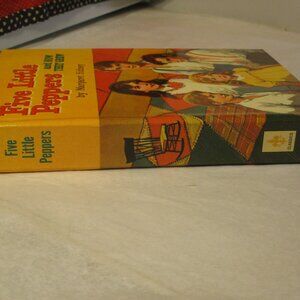 Five Little
Peppers
AND HOW
THEY GREW
by Margaret Sidney
Five
Little
Peppers